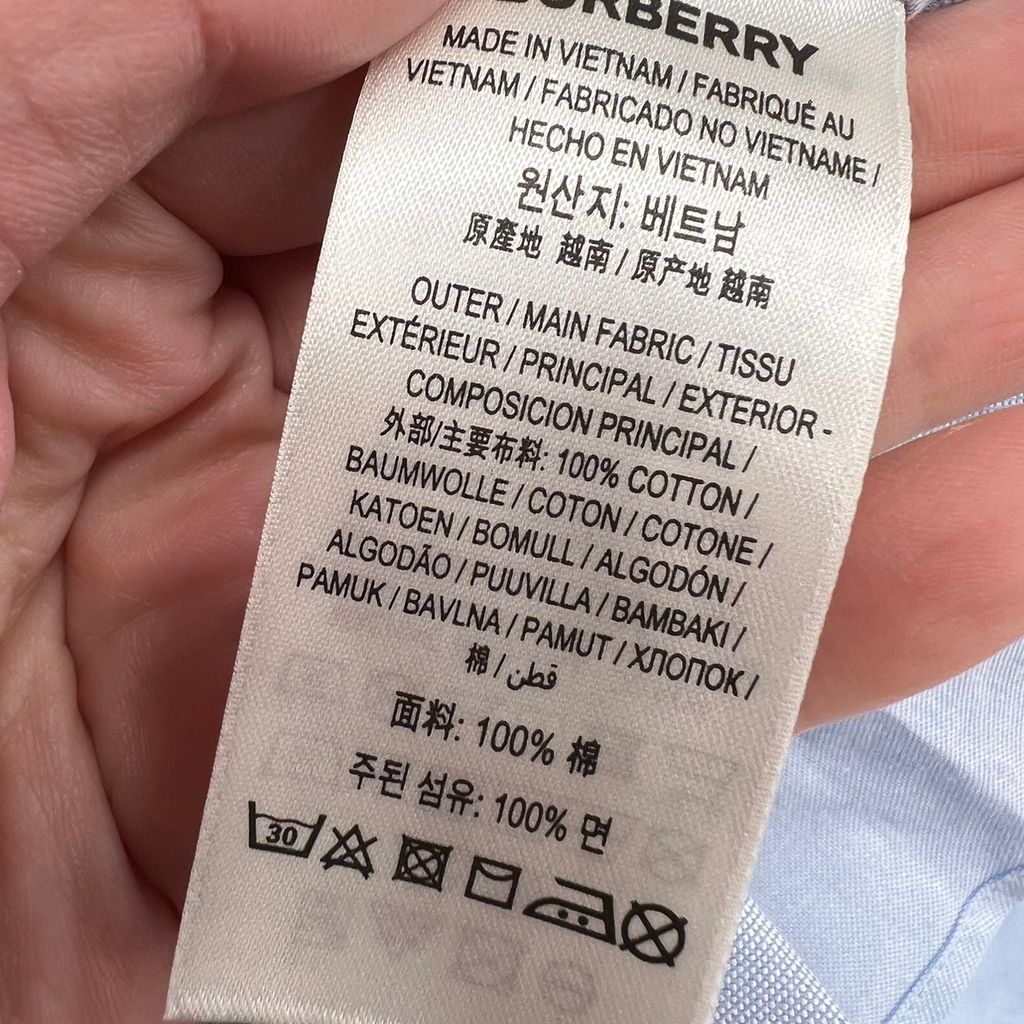 BURBERRY
MADE IN VIETNAM / FABRIQUÉ AU
VIETNAM / FABRICADO NO VIETNAME /
HECHO EN VIETNAM
원산지: 베트남
原產地 越南 / 原产地 越南
OUTER / MAIN FABRIC / TISSU
EXTÉRIEUR / PRINCIPAL / EXTERIOR -
COMPOSICION PRINCIPAL /
外部/主要布料: 100% COTTON /
BAUMWOLLE / COTON / COTONE /
KATOEN / BOMULL / ALGODÓN /
ALGODÃO / PUUVILLA / BAMBAKI /
PAMUK / BAVLNA / PAMUT / ХЛОПОК /
棉 / قطن
面料: 100% 棉
주된 섬유: 100% 면
30